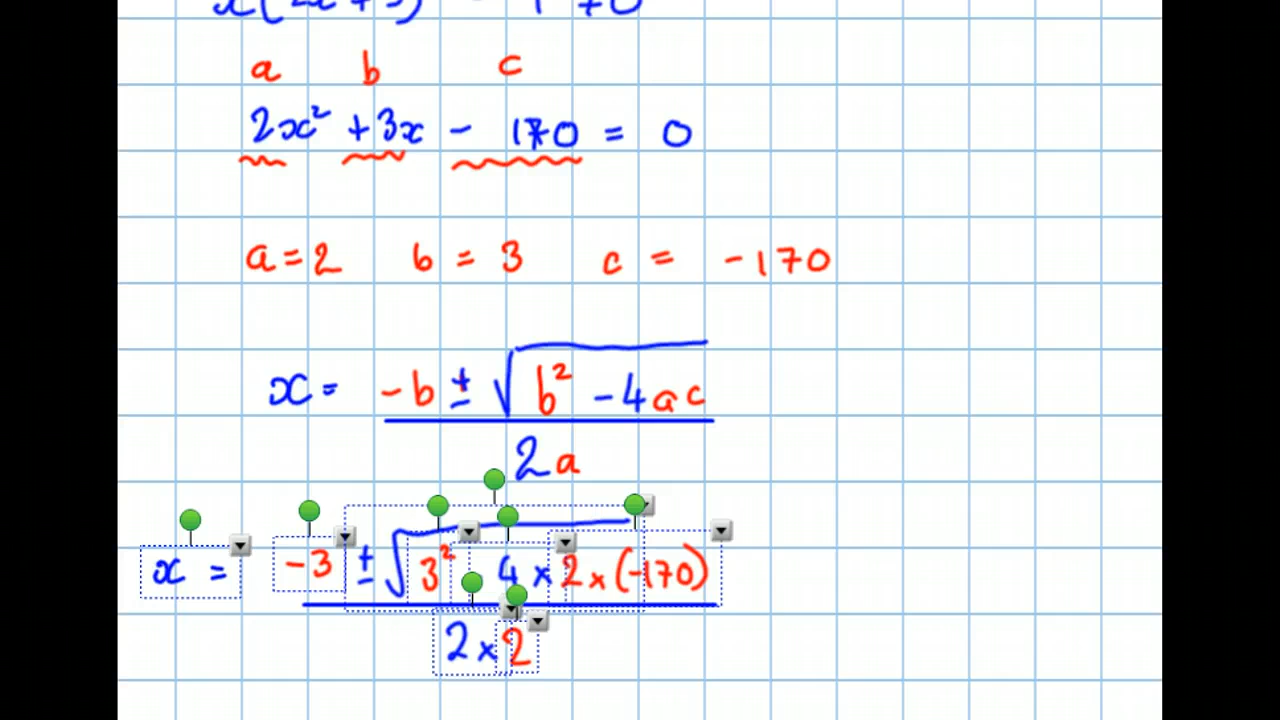 a b c
2x² + 3x - 170 = 0
a = 2 b = 3 c = -170
x = -b ± √b² - 4ac
2a
x = -3 ± √3² 4 × 2 × (-170)
2 × 2